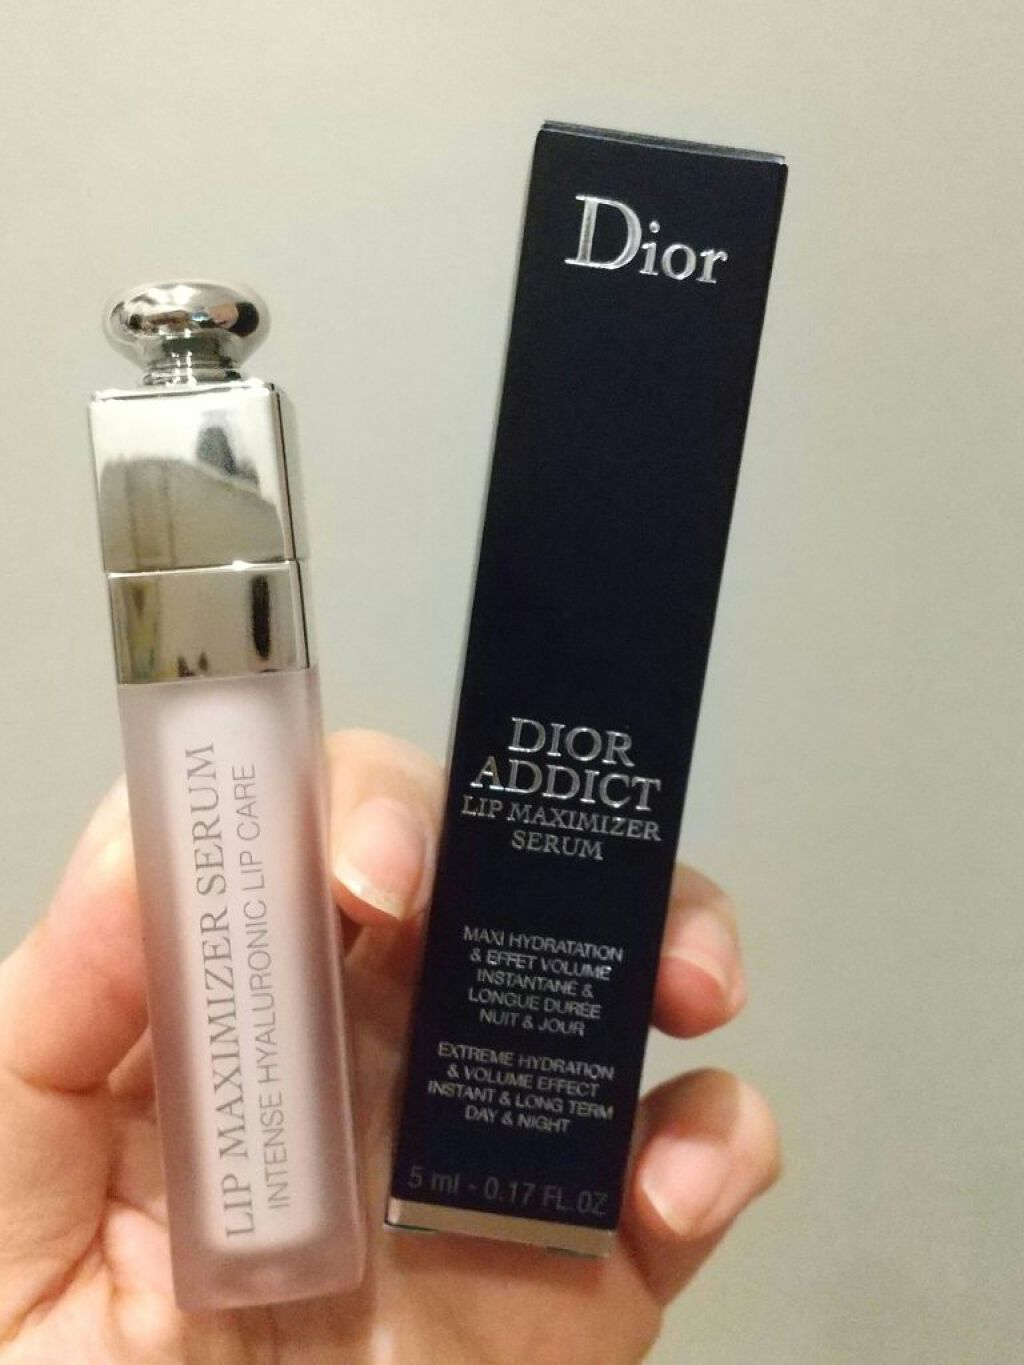 LIP MAXIMIZER SERUM
INTENSE HYALURONIC LIP CARE
Dior
DIOR
ADDICT
LIP MAXIMIZER
SERUM
MAXI HYDRATATION
& EFFET VOLUME
INSTANTANÉ &
LONGUE DURÉE
NUIT & JOUR
EXTREME HYDRATION
& VOLUME EFFECT
INSTANT & LONG TERM
DAY & NIGHT
5 ml - 0.17 FL.OZ